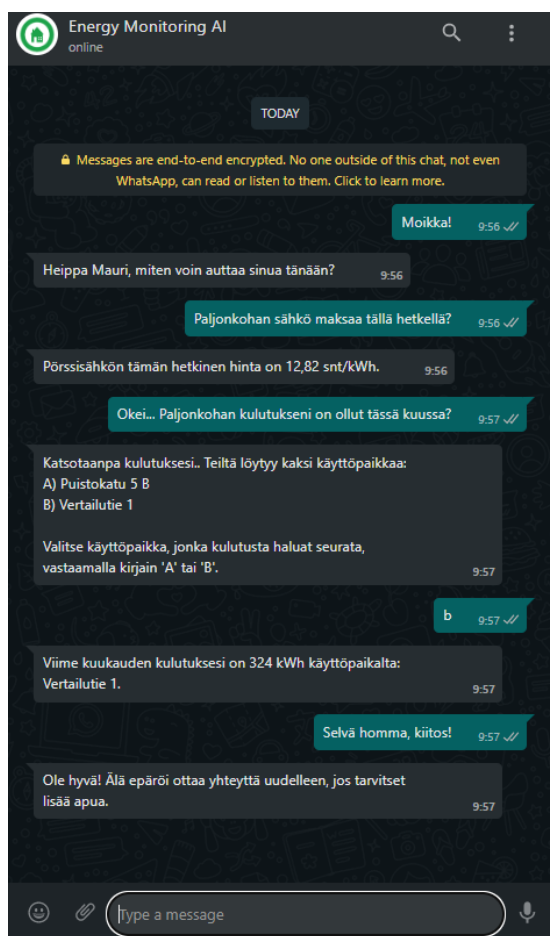 Energy Monitoring AI
online
TODAY
Messages are end-to-end encrypted. No one outside of this chat, not even
WhatsApp, can read or listen to them. Click to learn more.
Moikka!
9:56
Heippa Mauri, miten voin auttaa sinua tänään?
9:56
Paljonkohan sähkö maksaa tällä hetkellä?
9:56
Pörssisähkön tämän hetkinen hinta on 12,82 snt/kWh.
9:56
Okei... Paljonkohan kulutukseni on ollut tässä kuussa?
9:57
Katsotaanpa kulutuksesi.. Teiltä löytyy kaksi käyttöpaikkaa:
A) Puistokatu 5 B
B) Vertailutie 1
Valitse käyttöpaikka, jonka kulutusta haluat seurata,
vastaamalla kirjain 'A' tai 'B'.
9:57
b
9:57
Viime kuukauden kulutuksesi on 324 kWh käyttöpaikalta:
Vertailutie 1.
9:57
Selvä homma, kiitos!
9:57
Ole hyvä! Älä epäröi ottaa yhteyttä uudelleen, jos tarvitset
lisää apua.
9:57
Type a message